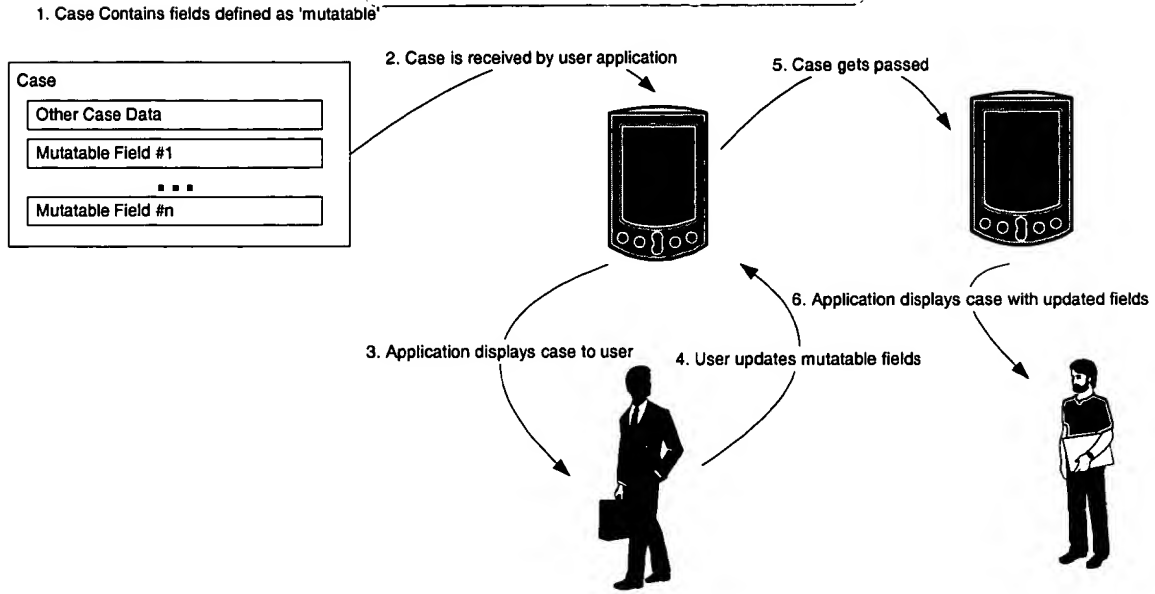 1. Case Contains fields defined as 'mutatable'
2. Case is received by user application
5. Case gets passed
Case
Other Case Data
Mutatable Field #1
...
Mutatable Field #n
6. Application displays case with updated fields
3. Application displays case to user
4. User updates mutatable fields